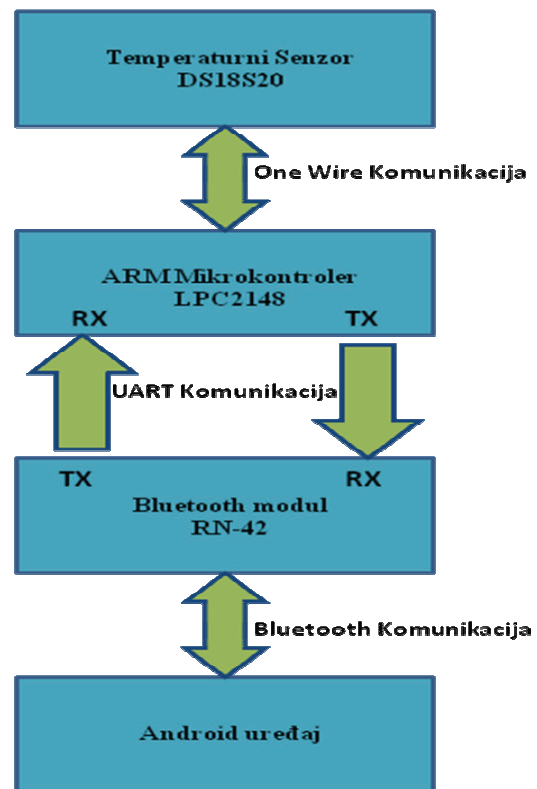 Temperaturni Senzor
DS18S20
One Wire Komunikacija
ARM Mikrokontroler
LPC2148
RX TX
UART Komunikacija
TX RX
Bluetooth modul
RN-42
Bluetooth Komunikacija
Android uređaj